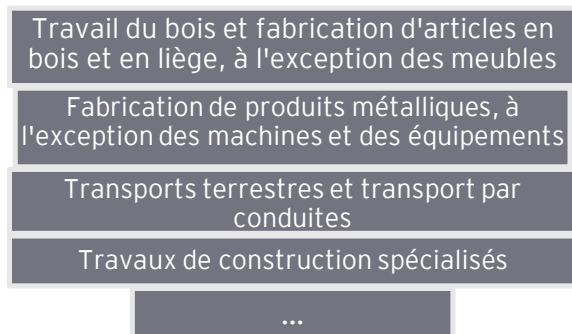 Travail du bois et fabrication d'articles en
bois et en liège, à l'exception des meubles
Fabrication de produits métalliques, à
l'exception des machines et des équipements
Transports terrestres et transport par
conduites
Travaux de construction spécialisés
...